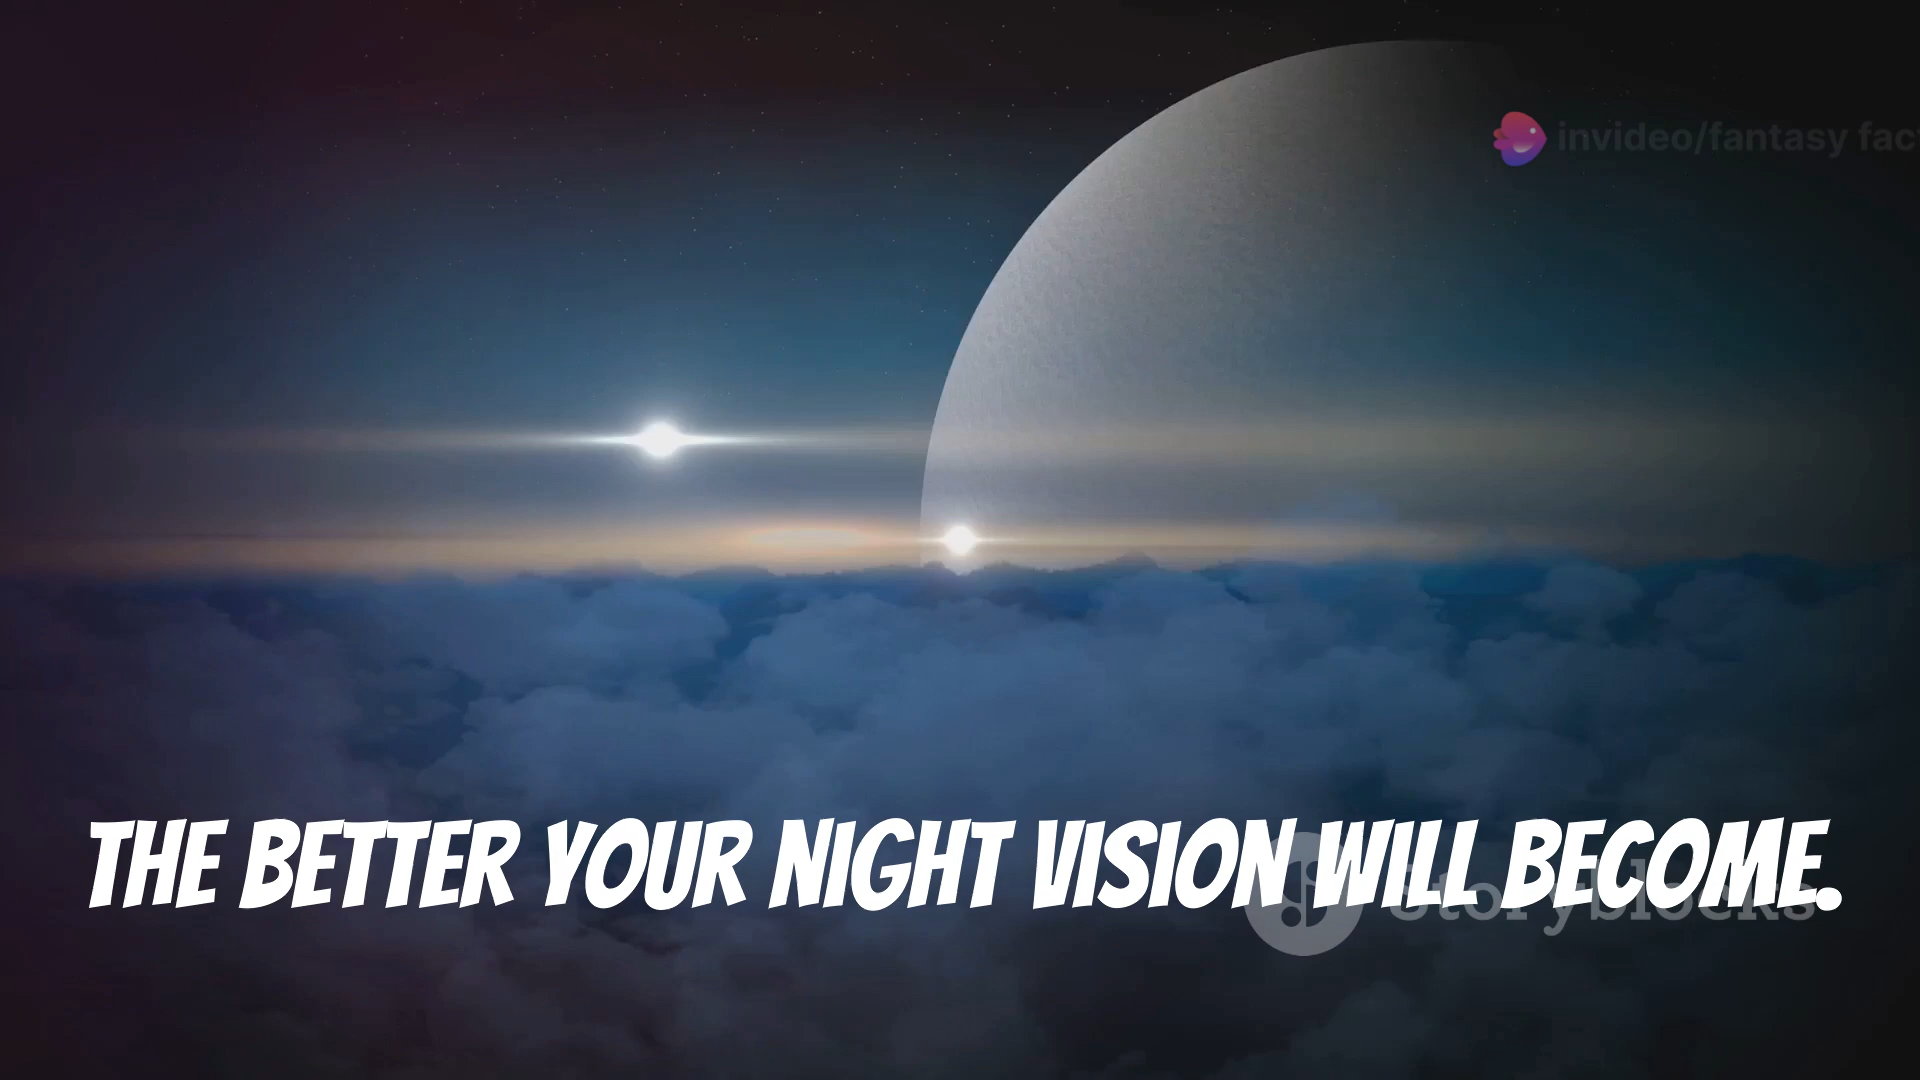 invideo/fantasy fac
THE BETTER YOUR NIGHT VISION WILL BECOME.
Storyblocks